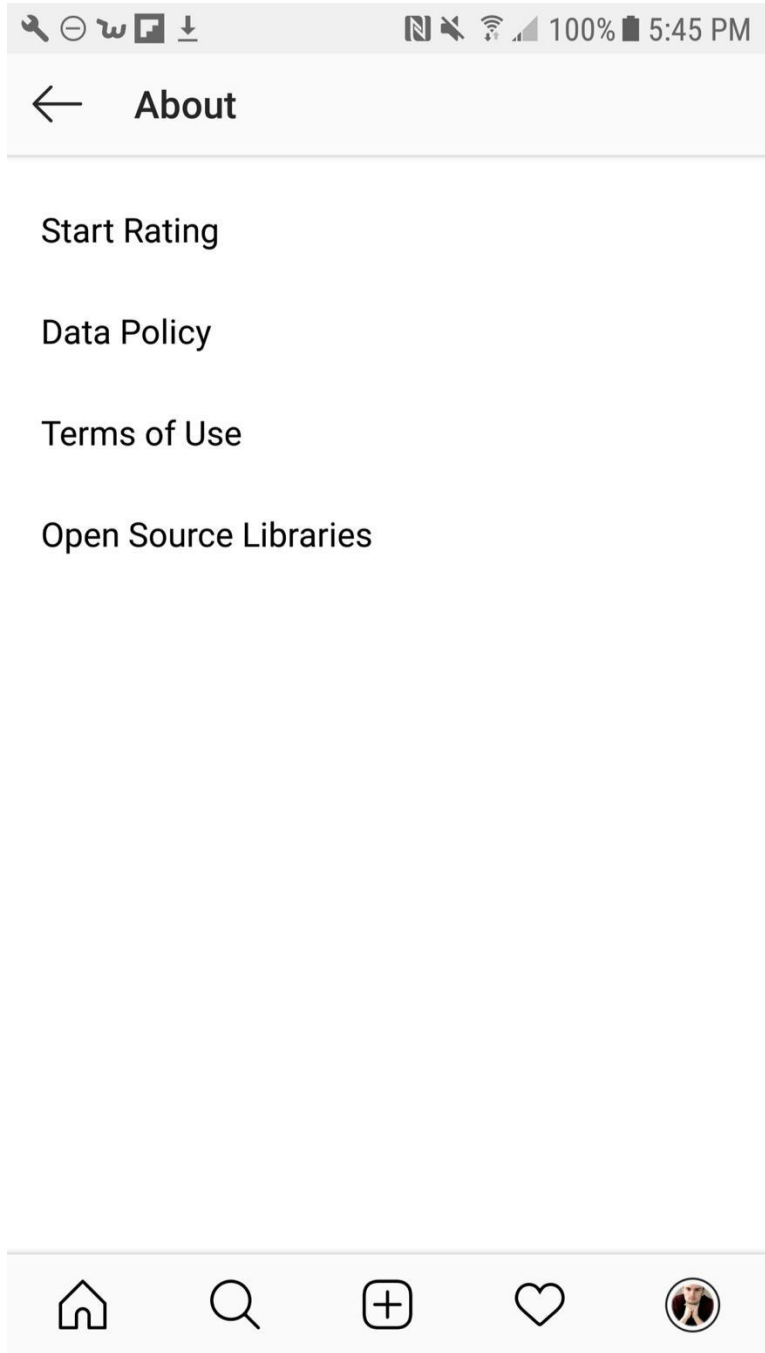 100% 5:45 PM
About
Start Rating
Data Policy
Terms of Use
Open Source Libraries